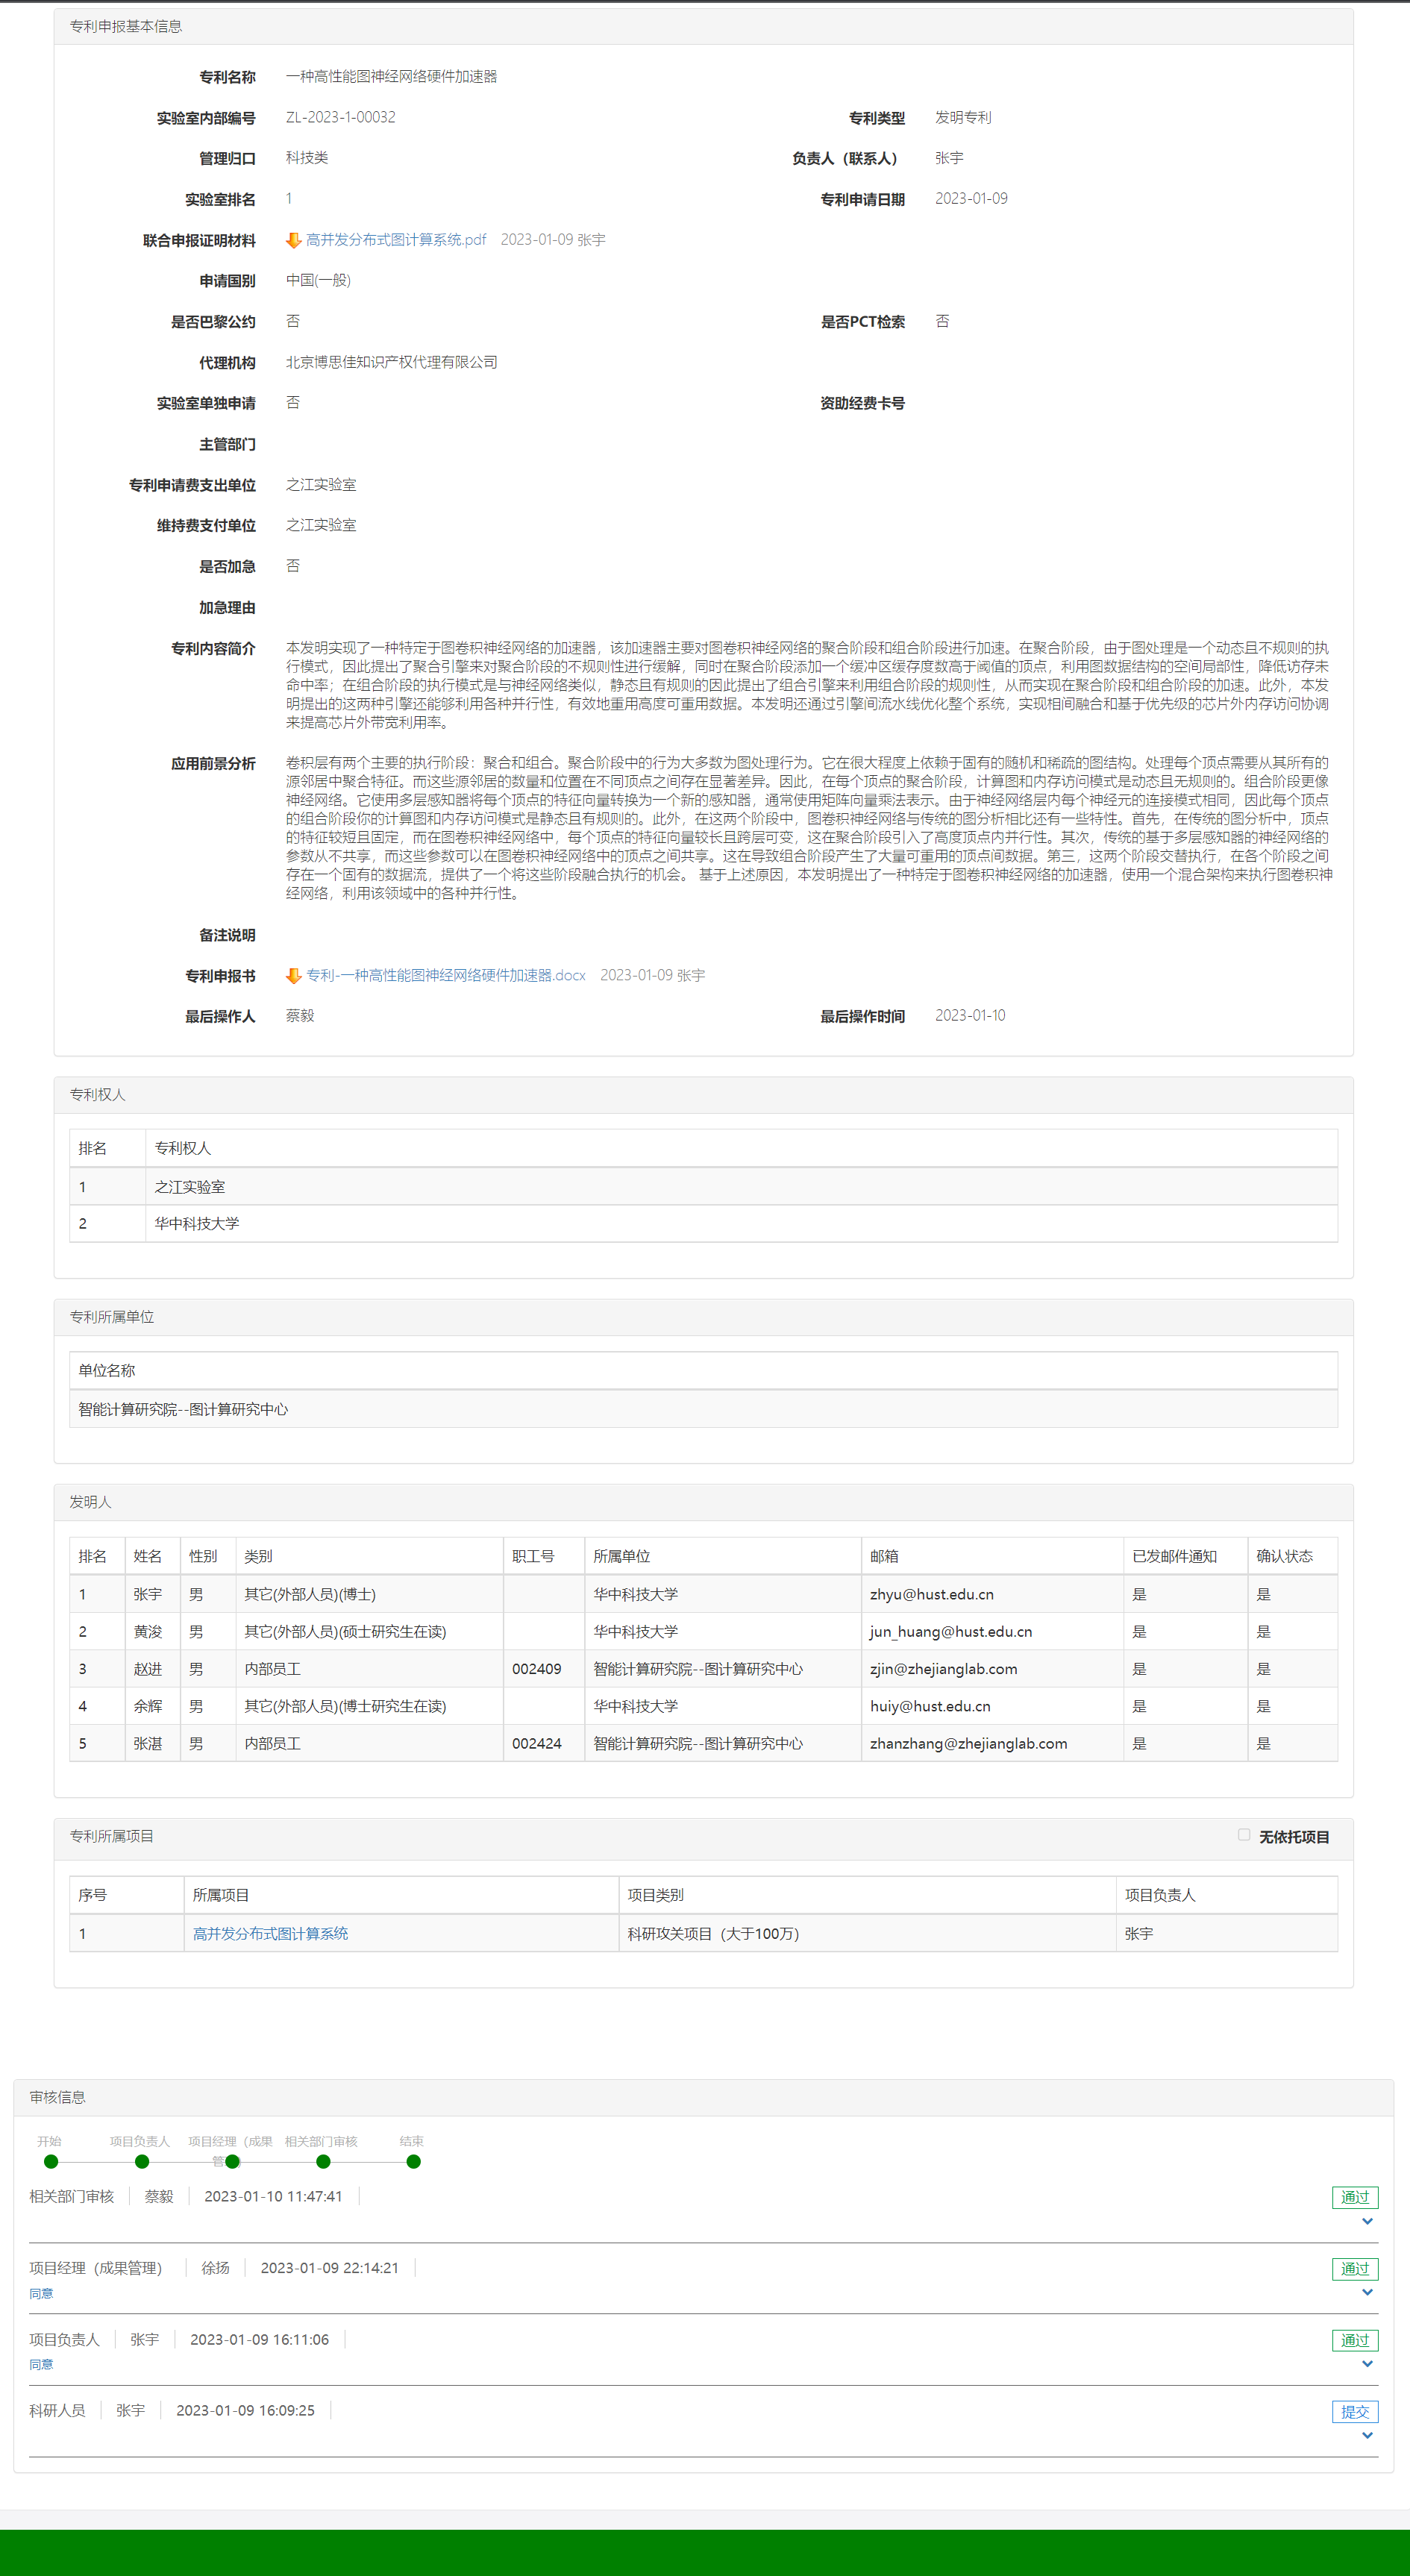 专利申报基本信息
专利名称 一种高性能图神经网络硬件加速器
实验室内部编号 ZL-2023-1-00032 专利类型 发明专利
管理归口 科技类 负责人（联系人） 张宇
实验室排名 1 专利申请日期 2023-01-09
联合申报证明材料 高并发分布式图计算系统.pdf 2023-01-09 张宇
申请国别 中国(一般)
是否巴黎公约 否 是否PCT检索 否
代理机构 北京博思佳知识产权代理有限公司
实验室单独申请 否 资助经费卡号
主管部门
专利申请费支出单位 之江实验室
维持费支付单位 之江实验室
是否加急 否
加急理由
专利内容简介 本发明实现了一种特定于图卷积神经网络的加速器，该加速器主要对图卷积神经网络的聚合阶段和组合阶段进行加速。在聚合阶段，由于图处理是一个动态且不规则的执
行模式，因此提出了聚合引擎来对聚合阶段的不规则性进行缓解，同时在聚合阶段添加一个缓冲区缓存度数高于阈值的顶点，利用图数据结构的空间局部性，降低访存未
命中率；在组合阶段的执行模式是与神经网络类似，静态且有规则的因此提出了组合引擎来利用组合阶段的规则性，从而实现在聚合阶段和组合阶段的加速。此外，本发
明提出的这两种引擎还能够利用各种并行性，有效地重用高度可重用数据。本发明还通过引擎间流水线优化整个系统，实现相间融合和基于优先级的芯片外内存访问协调
来提高芯片外带宽利用率。
应用前景分析 卷积层有两个主要的执行阶段：聚合和组合。聚合阶段中的行为大多数为图处理行为。它在很大程度上依赖于固有的随机和稀疏的图结构。处理每个顶点需要从其所有的
源邻居中聚合特征。而这些源邻居的数量和位置在不同顶点之间存在显著差异。因此，在每个顶点的聚合阶段，计算图和内存访问模式是动态且无规则的。组合阶段更像
神经网络。它使用多层感知器将每个顶点的特征向量转换为一个新的感知器，通常使用矩阵向量乘法表示。由于神经网络层内每个神经元的连接模式相同，因此每个顶点
的组合阶段你的计算图和内存访问模式是静态且有规则的。此外，在这两个阶段中，图卷积神经网络与传统的图分析相比还有一些特性。首先，在传统的图分析中，顶点
的特征较短且固定，而在图卷积神经网络中，每个顶点的特征向量较长且跨层可变，这在聚合阶段引入了高度顶点内并行性。其次，传统的基于多层感知器的神经网络的
参数从不共享，而这些参数可以在图卷积神经网络中的顶点之间共享。这在导致组合阶段产生了大量可重用的顶点间数据。第三，这两个阶段交替执行，在各个阶段之间
存在一个固有的数据流，提供了一个将这些阶段融合执行的机会。 基于上述原因，本发明提出了一种特定于图卷积神经网络的加速器，使用一个混合架构来执行图卷积神
经网络，利用该领域中的各种并行性。
备注说明
专利申报书 专利-一种高性能图神经网络硬件加速器.docx 2023-01-09 张宇
最后操作人 蔡毅 最后操作时间 2023-01-10
专利权人
排名 专利权人
1 之江实验室
2 华中科技大学
专利所属单位
单位名称
智能计算研究院--图计算研究中心
发明人
排名 姓名 性别 类别 职工号 所属单位 邮箱 已发邮件通知 确认状态
1 张宇 男 其它(外部人员)(博士) 华中科技大学 zhyu@hust.edu.cn 是 是
2 黄浚 男 其它(外部人员)(硕士研究生在读) 华中科技大学 jun_huang@hust.edu.cn 是 是
3 赵进 男 内部员工 002409 智能计算研究院--图计算研究中心 zjin@zhejianglab.com 是 是
4 余辉 男 其它(外部人员)(博士研究生在读) 华中科技大学 huiy@hust.edu.cn 是 是
5 张湛 男 内部员工 002424 智能计算研究院--图计算研究中心 zhanzhang@zhejianglab.com 是 是
专利所属项目 无依托项目
序号 所属项目 项目类别 项目负责人
1 高并发分布式图计算系统 科研攻关项目（大于100万） 张宇
审核信息
开始 项目负责人 项目经理（成果 相关部门审核 结束
管
相关部门审核 蔡毅 2023-01-10 11:47:41 通过
项目经理（成果管理） 徐扬 2023-01-09 22:14:21 通过
同意
项目负责人 张宇 2023-01-09 16:11:06 通过
同意
科研人员 张宇 2023-01-09 16:09:25 提交